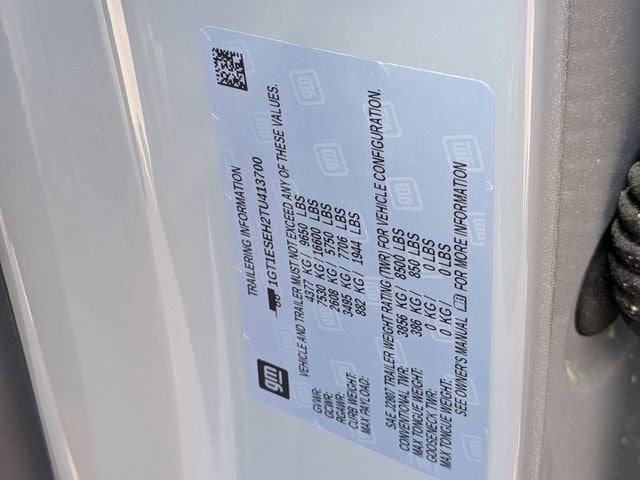 gm
TRAILERING INFORMATION
1GT1ESEH2TU413700
VEHICLE AND TRAILER MUST NOT EXCEED ANY OF THESE VALUES.
GVWR: 4377 KG / 9650 LBS
GCWR: 7530 KG / 16600 LBS
RGAWR: 2608 KG / 5750 LBS
CURB WEIGHT: 3495 KG / 7706 LBS
MAX PAYLOAD: 882 KG / 1944 LBS
SAE J2807 TRAILER WEIGHT RATING (TWR) FOR VEHICLE CONFIGURATION.
CONVENTIONAL TWR: 3856 KG / 8500 LBS
MAX TONGUE WEIGHT: 386 KG / 850 LBS
GOOSENECK TWR: 0 KG / 0 LBS
MAX TONGUE WEIGHT: 0 KG / 0 LBS
SEE OWNER'S MANUAL FOR MORE INFORMATION